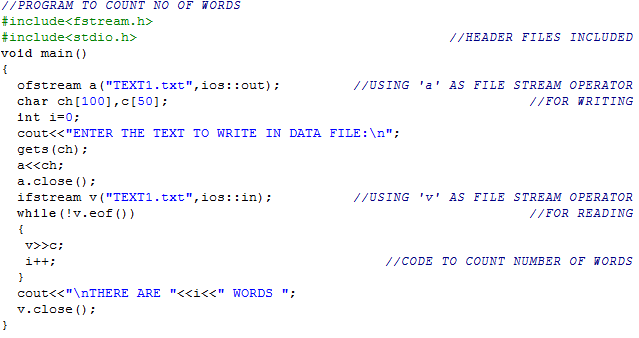 //PROGRAM TO COUNT NO OF WORDS
#include<fstream.h>
#include<stdio.h> //HEADER FILES INCLUDED
void main()
{
ofstream a("TEXT1.txt",ios::out); //USING 'a' AS FILE STREAM OPERATOR
char ch[100],c[50]; //FOR WRITING
int i=0;
cout<<"ENTER THE TEXT TO WRITE IN DATA FILE:\n";
gets(ch);
a<<ch;
a.close();
ifstream v("TEXT1.txt",ios::in); //USING 'v' AS FILE STREAM OPERATOR
while(!v.eof()) //FOR READING
{
v>>c;
i++; //CODE TO COUNT NUMBER OF WORDS
}
cout<<"\nTHERE ARE "<<i<<" WORDS ";
v.close();
}